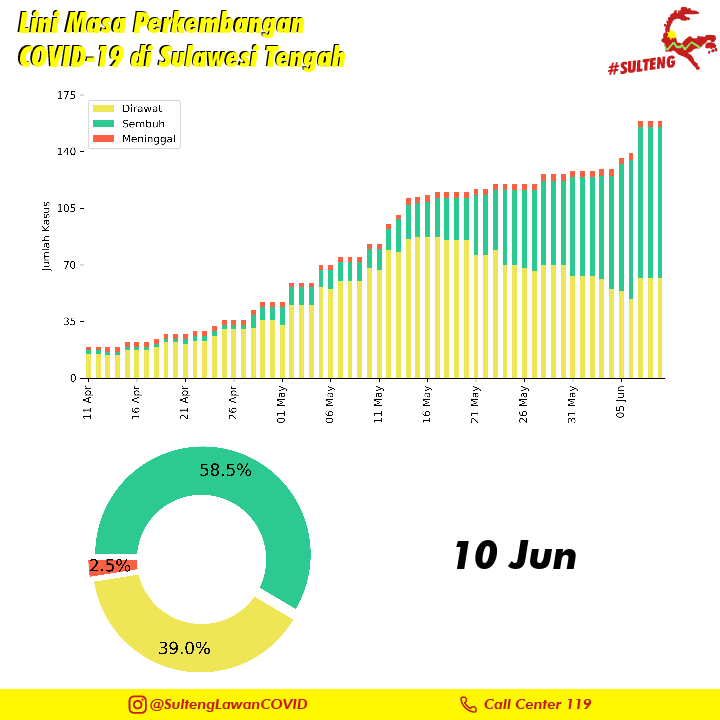 Lini Masa Perkembangan
COVID-19 di Sulawesi Tengah
#SULTENG
175
140
105
70
35
0
Jumlah Kasus
Dirawat
Sembuh
Meninggal
11 Apr
16 Apr
21 Apr
26 Apr
01 May
06 May
11 May
16 May
21 May
26 May
31 May
05 Jun
58.5%
2.5%
39.0%
10 Jun
@SultengLawanCOVID
Call Center 119